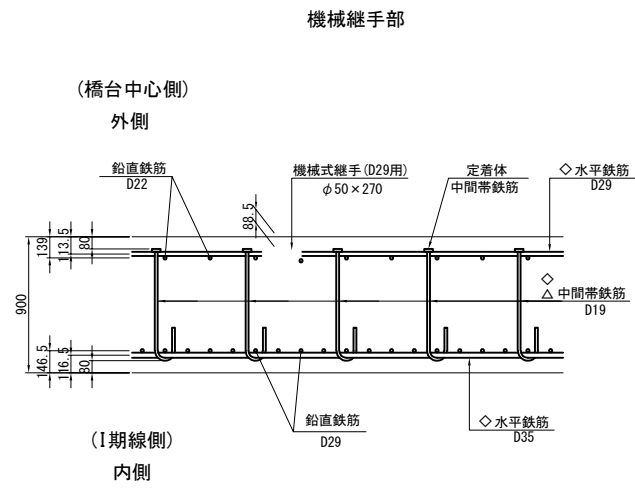 機械継手部
(橋台中心側)
外側
鉛直鉄筋
D22
機械式継手(D29用)
φ50×270
定着体
中間帯鉄筋
◇水平鉄筋
D29
88.5
139
113.5
80
900
◇
△ 中間帯鉄筋
D19
146.5
116.5
80
鉛直鉄筋
D29
◇水平鉄筋
D35
(I期線側)
内側